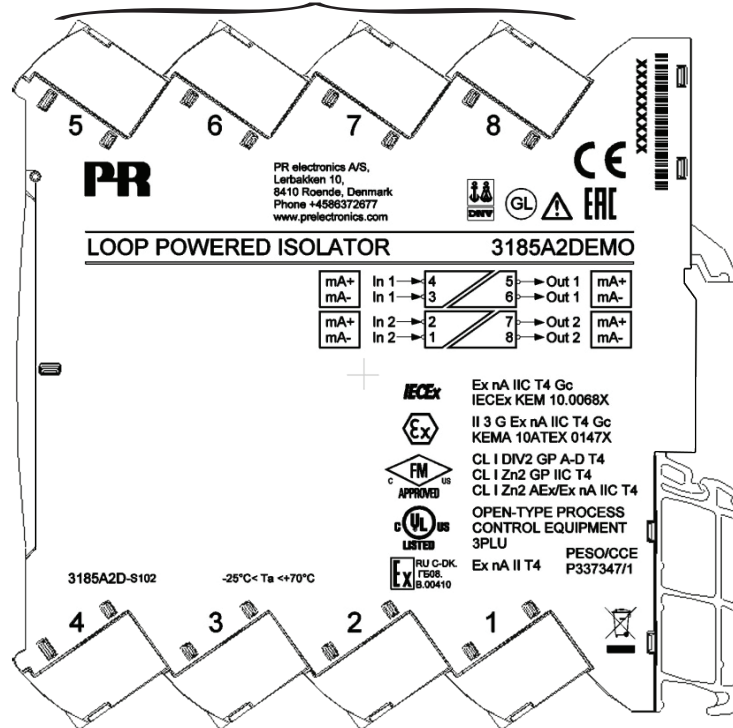 5 6 7 8
XXXXXXXXX
PR
PR electronics A/S,
Lerbakken 10,
8410 Roende, Denmark
Phone +4586372677
www.prelectronics.com
CE
DNV GL EAC
LOOP POWERED ISOLATOR 3185A2DEMO
mA+ In 1 4 5 Out 1 mA+
mA- In 1 3 6 Out 1 mA-
mA+ In 2 2 7 Out 2 mA+
mA- In 2 1 8 Out 2 mA-
IECEx
Ex nA IIC T4 Gc
IECEx KEM 10.0068X
Ex
II 3 G Ex nA IIC T4 Gc
KEMA 10ATEX 0147X
C FM US
APPROVED
CL I DIV2 GP A-D T4
CL I Zn2 GP IIC T4
CL I Zn2 AEx/Ex nA IIC T4
C UL US
LISTED
OPEN-TYPE PROCESS
CONTROL EQUIPMENT
3PLU
Ex
RU C-DK.
ГБ08.
В.00410
Ex nA II T4
PESO/CCE
P337347/1
3185A2D-S102 -25°C< Ta <+70°C
4 3 2 1